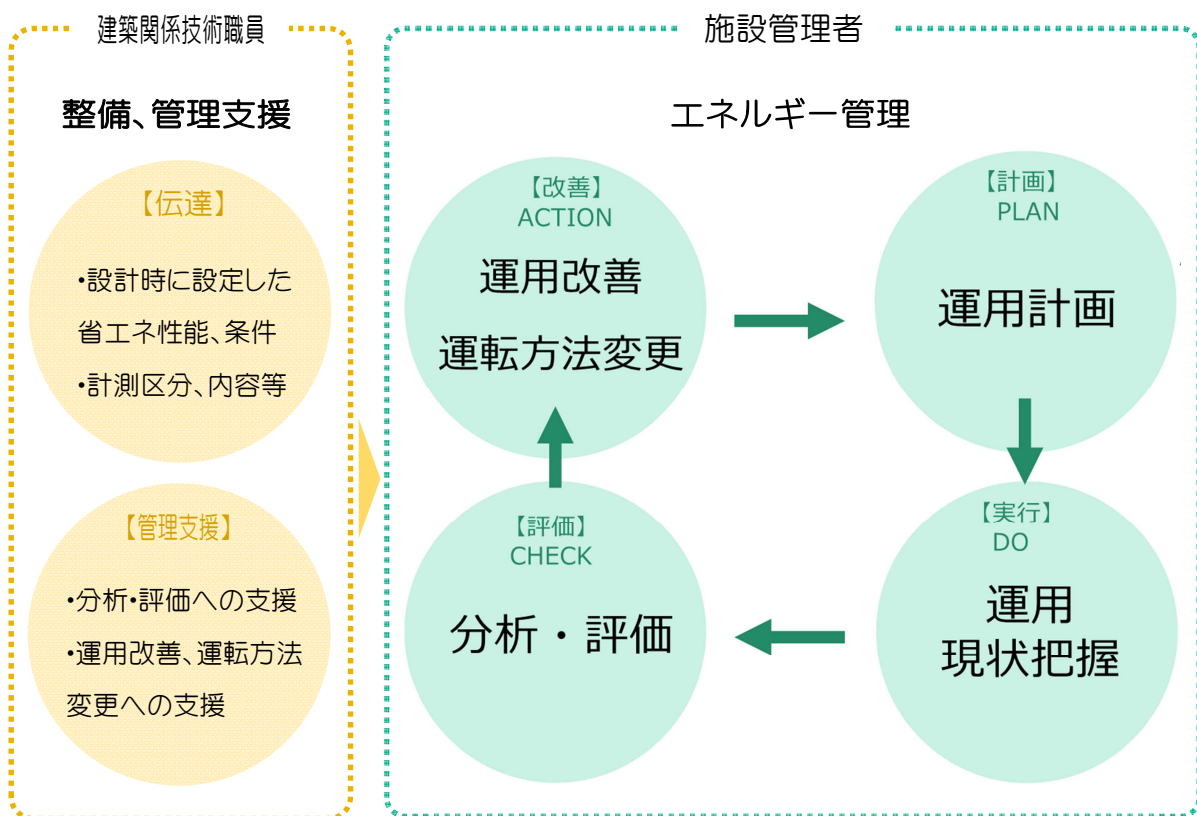 建築関係技術職員
整備、管理支援
【伝達】
・設計時に設定した
省エネ性能、条件
・計測区分、内容等
【管理支援】
・分析・評価への支援
・運用改善、運転方法
変更への支援
施設管理者
エネルギー管理
【改善】
ACTION
運用改善
運転方法変更
【計画】
PLAN
運用計画
【実行】
DO
運用
現状把握
【評価】
CHECK
分析・評価